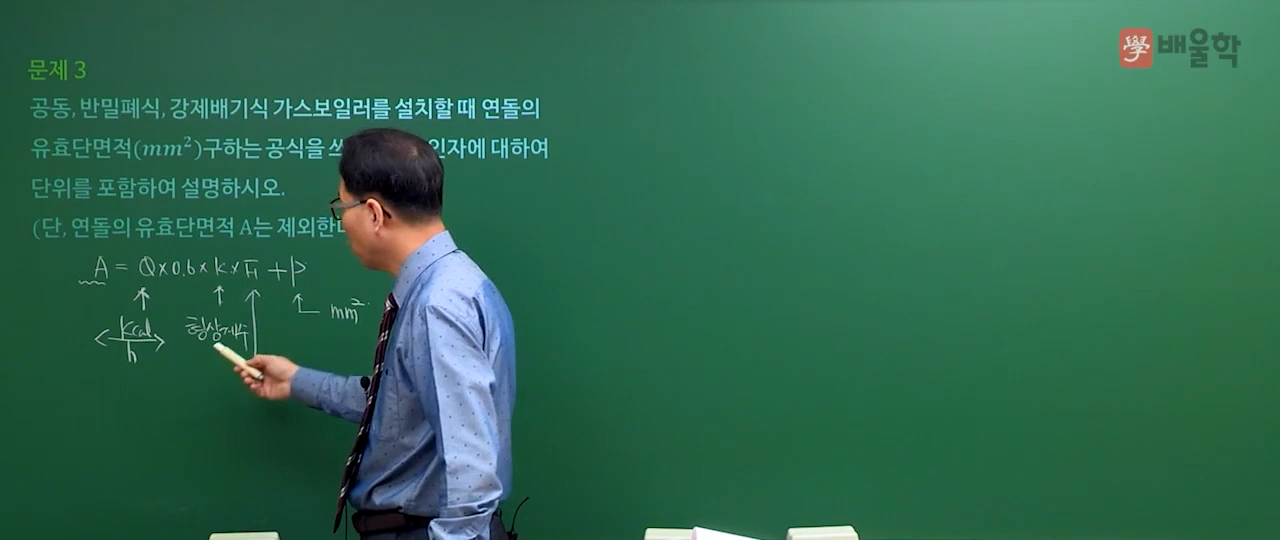 學 배울학
문제 3
공동, 반밀폐식, 강제배기식 가스보일러를 설치할 때 연돌의
유효단면적(mm²)구하는 공식을 쓰 인자에 대하여
단위를 포함하여 설명하시오.
(단, 연돌의 유효단면적 A는 제외한
A = Q×0.6×K×F+P
mm²
kcal
h
형상계수